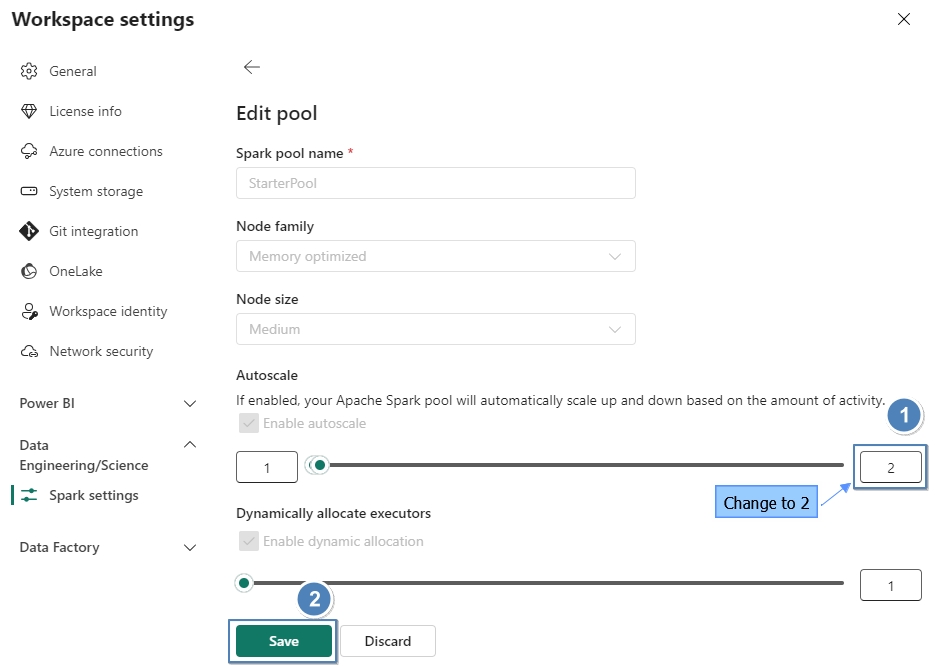 Workspace settings
General
License info
Azure connections
System storage
Git integration
OneLake
Workspace identity
Network security
Power BI
Data
Engineering/Science
Spark settings
Data Factory
Edit pool
Spark pool name *
StarterPool
Node family
Memory optimized
Node size
Medium
Autoscale
If enabled, your Apache Spark pool will automatically scale up and down based on the amount of activity.
1
Enable autoscale
1
2
Change to 2
Dynamically allocate executors
Enable dynamic allocation
1
2
Save
Discard